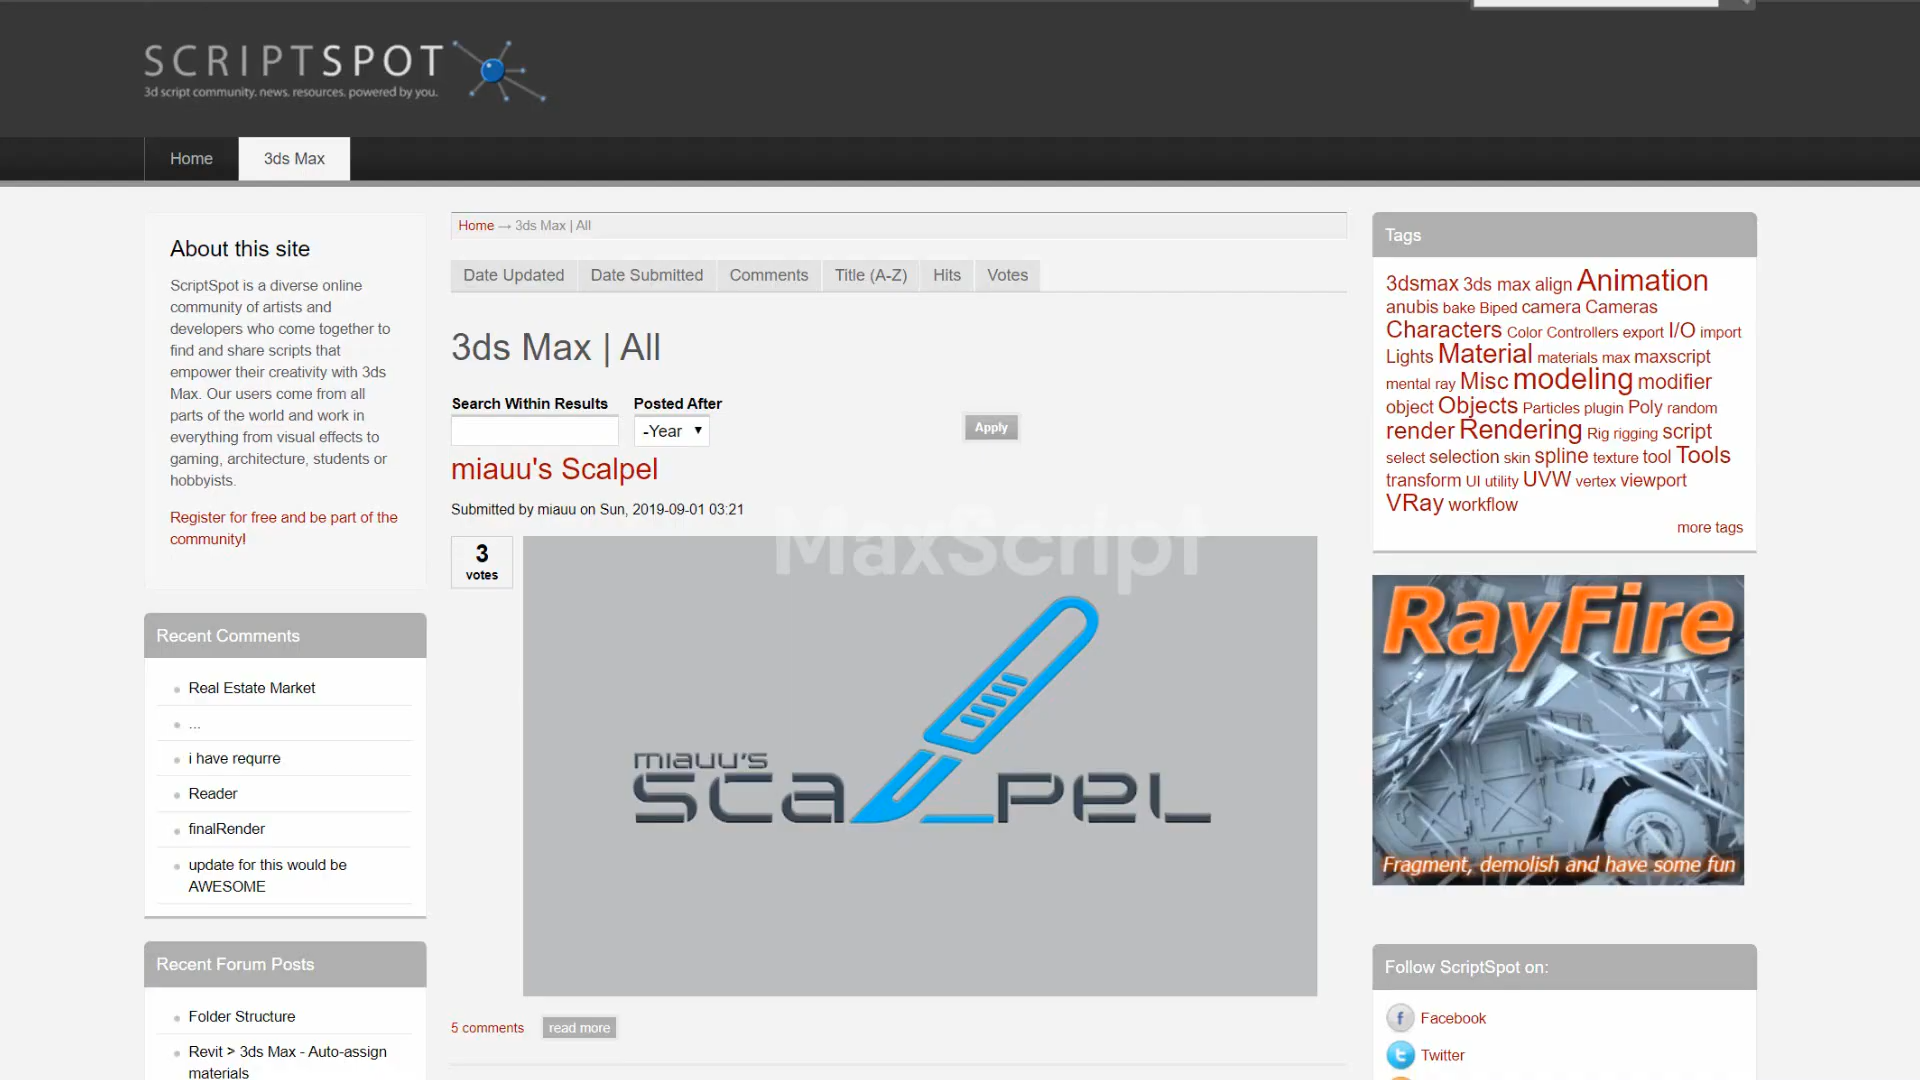 SCRIPTSPOT
3d script community. news. resources. powered by you.
Home
3ds Max
About this site
ScriptSpot is a diverse online
community of artists and
developers who come together to
find and share scripts that
empower their creativity with 3ds
Max. Our users come from all
parts of the world and work in
everything from visual effects to
gaming, architecture, students or
hobbyists.
Register for free and be part of the
community!
Recent Comments
Real Estate Market
...
i have requrre
Reader
finalRender
update for this would be
AWESOME
Recent Forum Posts
Folder Structure
Revit > 3ds Max - Auto-assign
materials
Home → 3ds Max | All
Date Updated
Date Submitted
Comments
Title (A-Z)
Hits
Votes
3ds Max | All
Search Within Results
Posted After
-Year
Apply
miauu's Scalpel
Submitted by miauu on Sun, 2019-09-01 03:21
3
votes
MaxScript
miauu's
scalpel
5 comments
read more
Tags
3dsmax 3ds max align Animation
anubis bake Biped camera Cameras
Characters Color Controllers export I/O import
Lights Material materials max maxscript
mental ray Misc modeling modifier
object Objects Particles plugin Poly random
render Rendering Rig rigging script
select selection skin spline texture tool Tools
transform UI utility UVW vertex viewport
VRay workflow
more tags
RayFire
Fragment, demolish and have some fun
Follow ScriptSpot on:
Facebook
Twitter